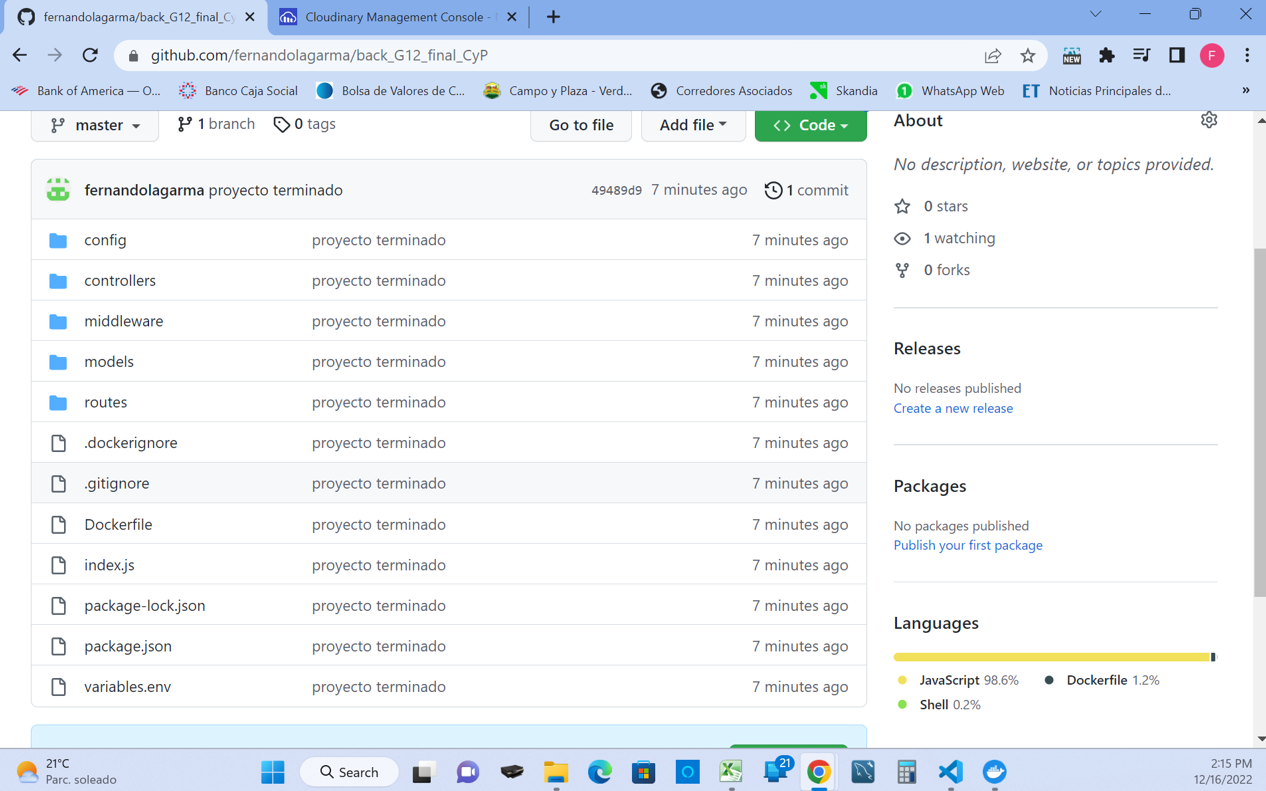 fernandolagarma/back_G12_final_Cy
Cloudinary Management Console -
github.com/fernandolagarma/back_G12_final_CyP
NEW
F
Bank of America — O...
Banco Caja Social
Bolsa de Valores de C...
Campo y Plaza - Verd...
Corredores Asociados
Skandia
1
WhatsApp Web
ET
Noticias Principales d...
»
master
1 branch
0 tags
Go to file
Add file
<> Code
fernandolagarma proyecto terminado
49489d9 7 minutes ago
1 commit
config proyecto terminado 7 minutes ago
controllers proyecto terminado 7 minutes ago
middleware proyecto terminado 7 minutes ago
models proyecto terminado 7 minutes ago
routes proyecto terminado 7 minutes ago
.dockerignore proyecto terminado 7 minutes ago
.gitignore proyecto terminado 7 minutes ago
Dockerfile proyecto terminado 7 minutes ago
index.js proyecto terminado 7 minutes ago
package-lock.json proyecto terminado 7 minutes ago
package.json proyecto terminado 7 minutes ago
variables.env proyecto terminado 7 minutes ago
About
No description, website, or topics provided.
0 stars
1 watching
0 forks
Releases
No releases published
Create a new release
Packages
No packages published
Publish your first package
Languages
JavaScript 98.6%
Dockerfile 1.2%
Shell 0.2%
21°C
Parc. soleado
Search
21
2:15 PM
12/16/2022